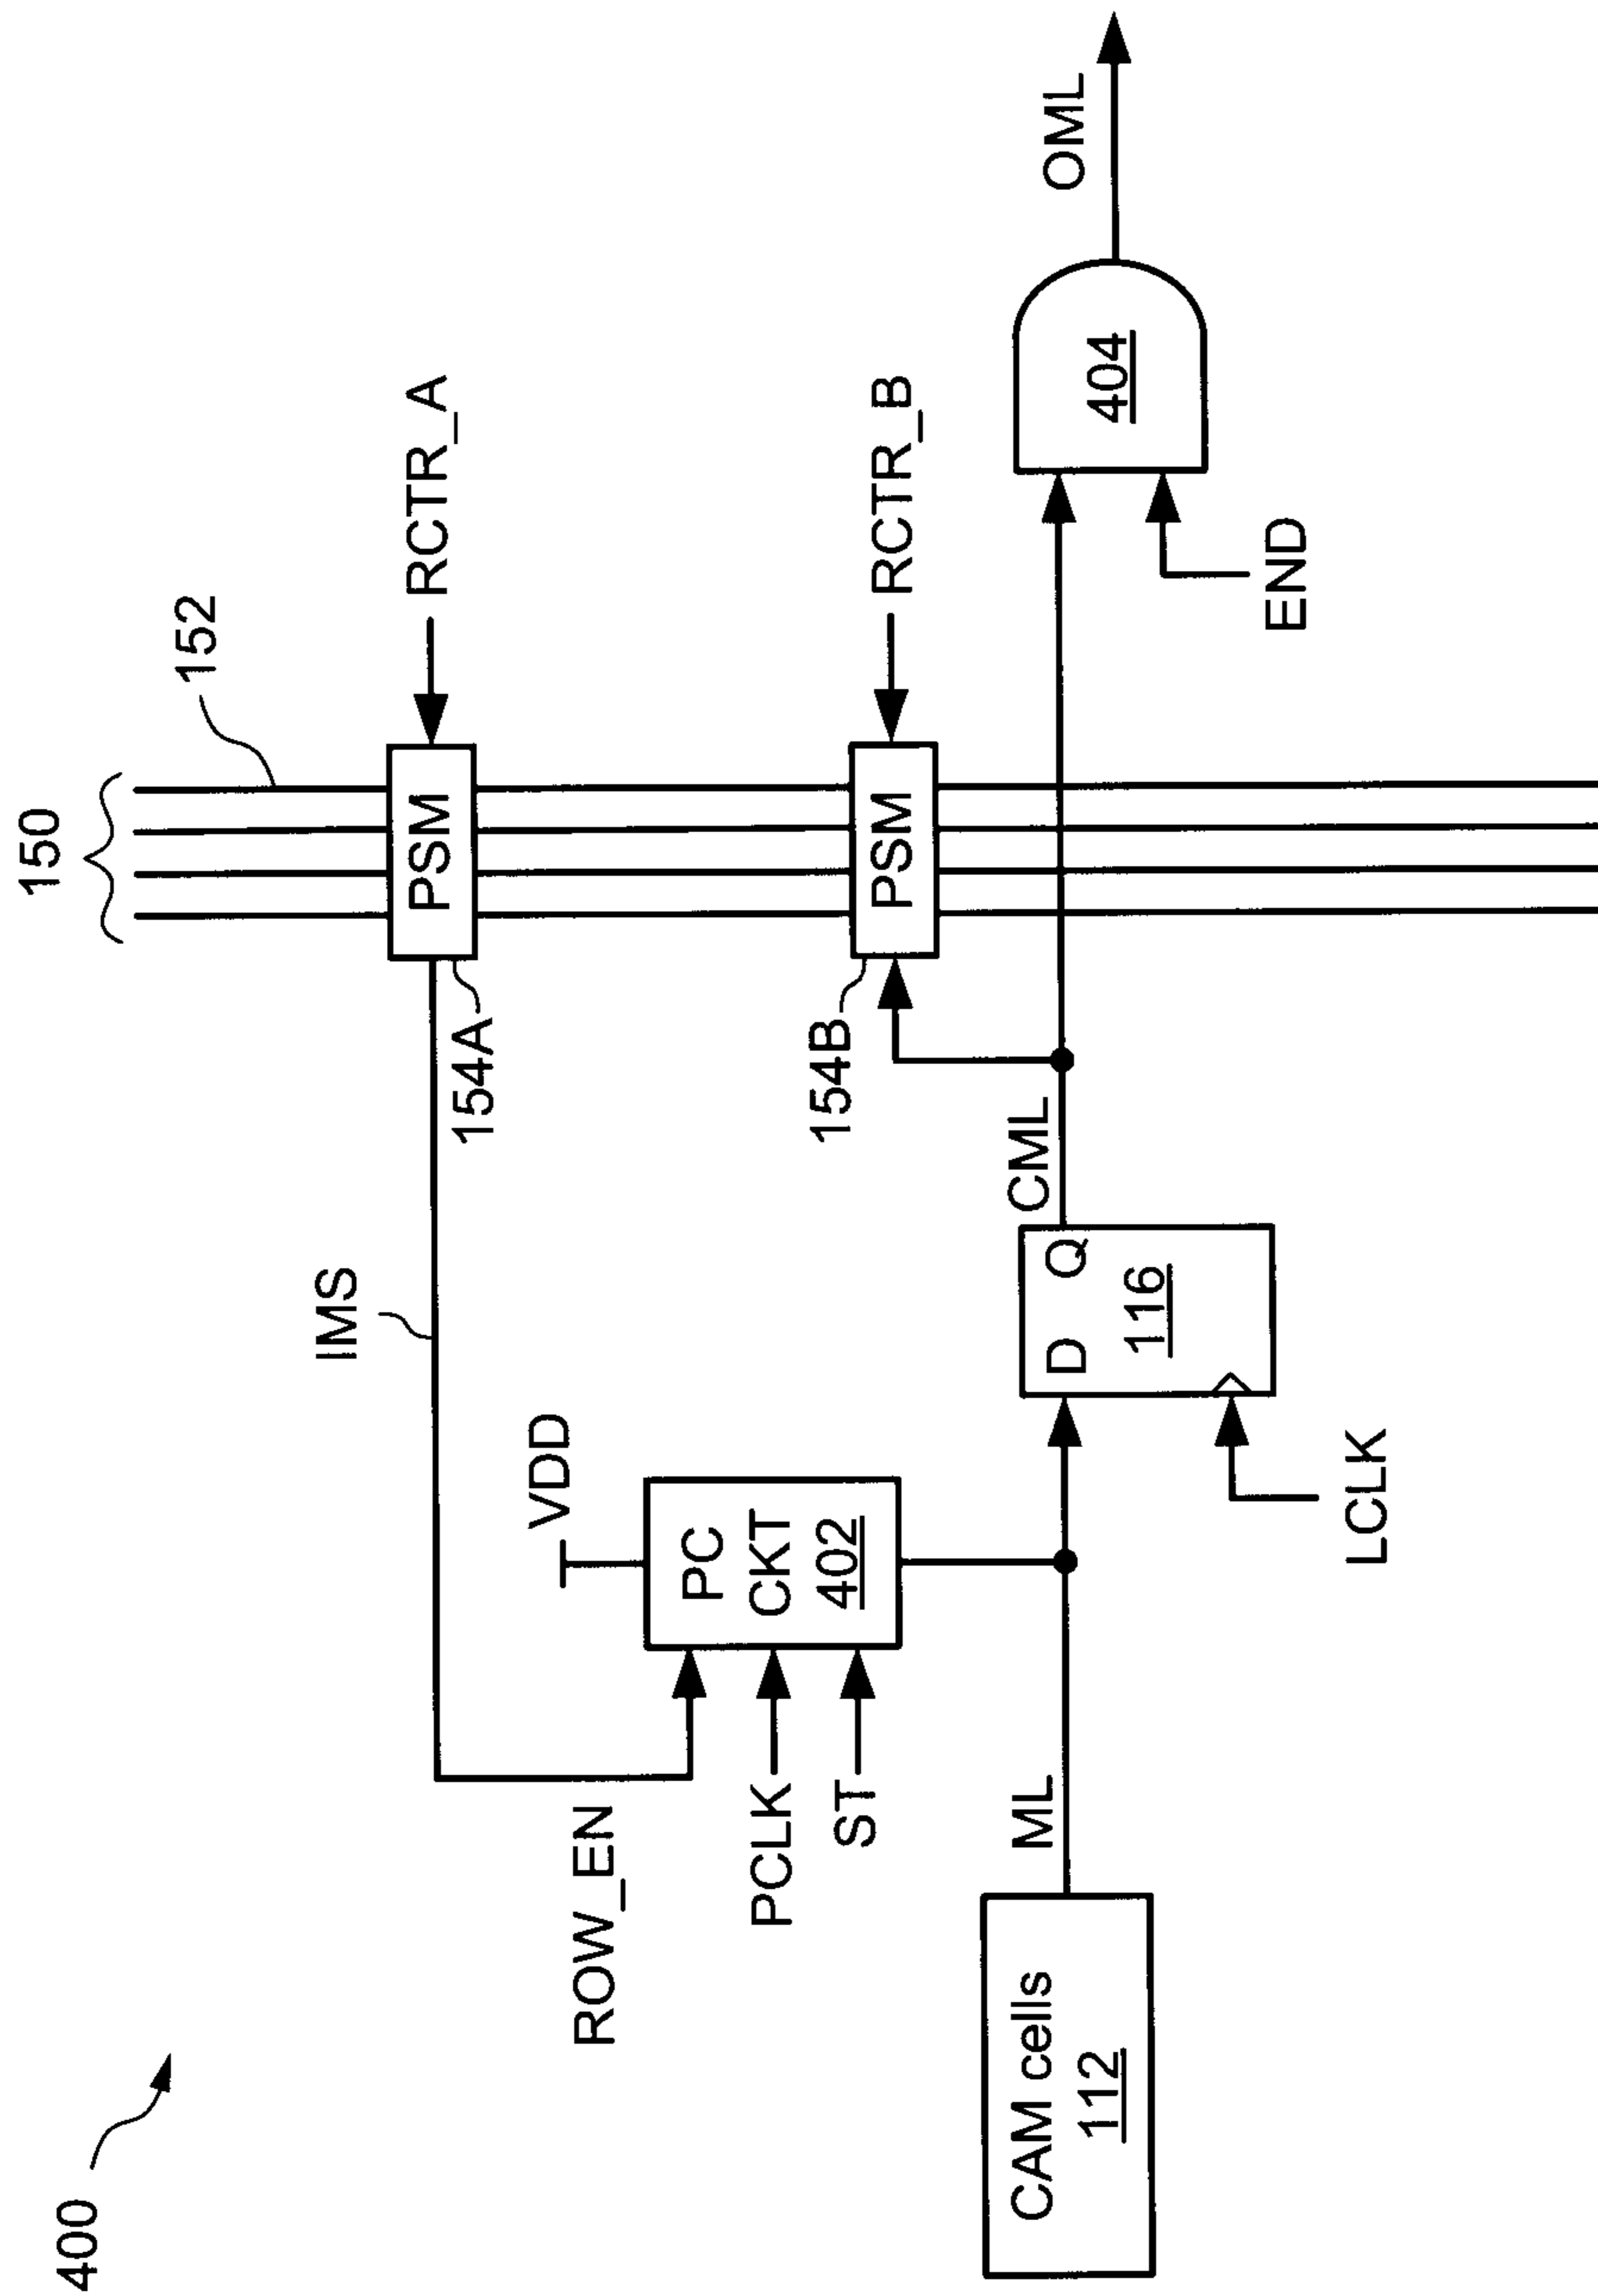 400
150
152
PSM
RCTR_A
154A
IMS
VDD
ROW_EN
PCLK
ST
PC
CKT
402
154B
PSM
RCTR_B
CAM cells
112
ML
D Q
116
LCLK
CML
404
END
OML